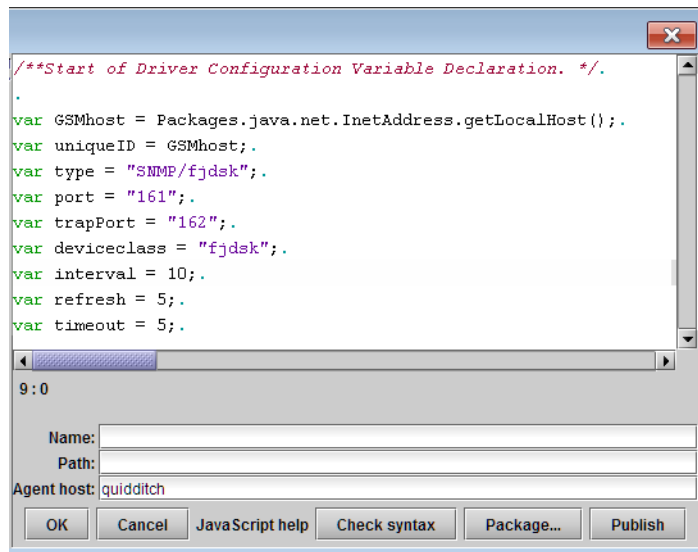 /**Start of Driver Configuration Variable Declaration. */.
.
var GSMhost = Packages.java.net.InetAddress.getLocalHost();.
var uniqueID = GSMhost;.
var type = "SNMP/fjdsk";.
var port = "161";.
var trapPort = "162";.
var deviceclass = "fjdsk";.
var interval = 10;.
var refresh = 5;.
var timeout = 5;.
9:0
Name:
Path:
Agent host: quidditch
OK Cancel JavaScript help Check syntax Package... Publish